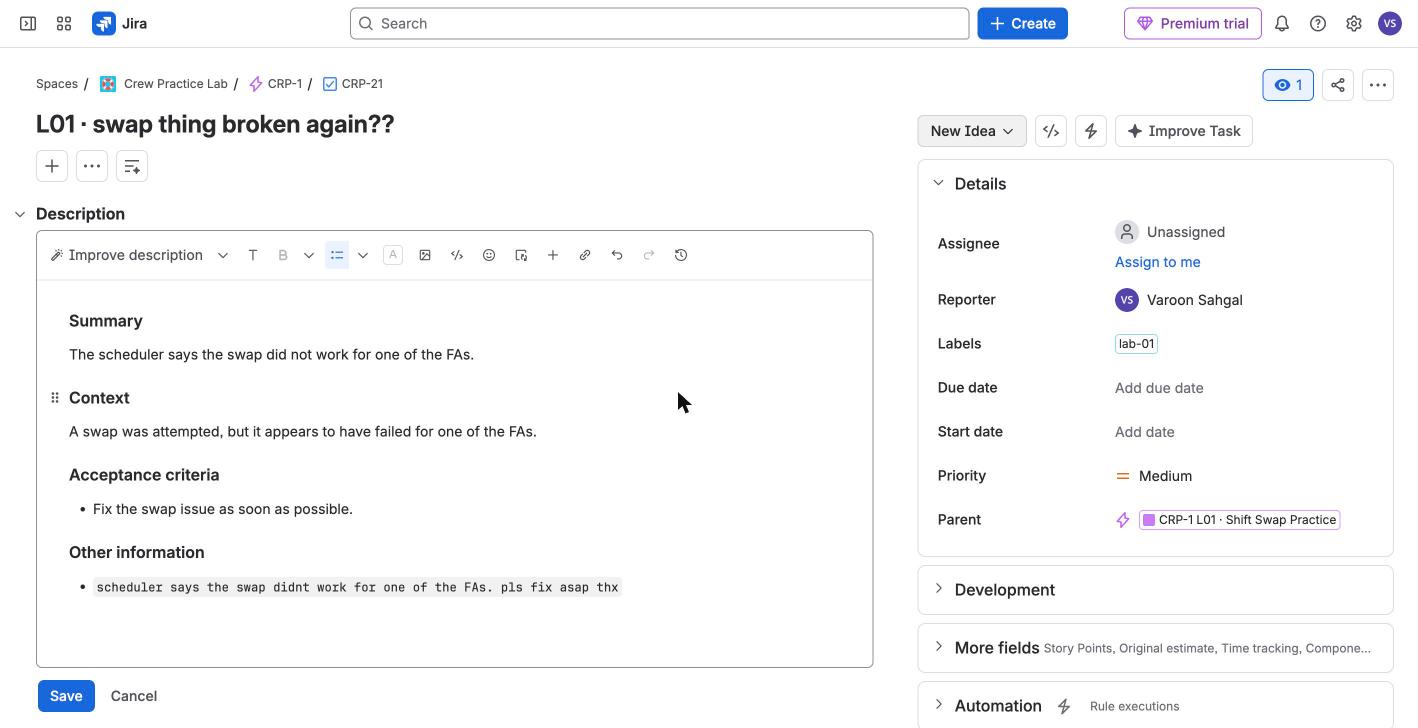 Jira
Search
Create
Premium trial
VS
Spaces / Crew Practice Lab / CRP-1 / CRP-21
1
L01 · swap thing broken again??
New Idea
Improve Task
Description
Improve description
T
B
A
Summary
The scheduler says the swap did not work for one of the FAs.
Context
A swap was attempted, but it appears to have failed for one of the FAs.
Acceptance criteria
• Fix the swap issue as soon as possible.
Other information
• scheduler says the swap didnt work for one of the FAs. pls fix asap thx
Save
Cancel
Details
Assignee
Unassigned
Assign to me
Reporter
VS
Varoon Sahgal
Labels
lab-01
Due date
Add due date
Start date
Add date
Priority
Medium
Parent
CRP-1 L01 · Shift Swap Practice
Development
More fields Story Points, Original estimate, Time tracking, Compone...
Automation
Rule executions